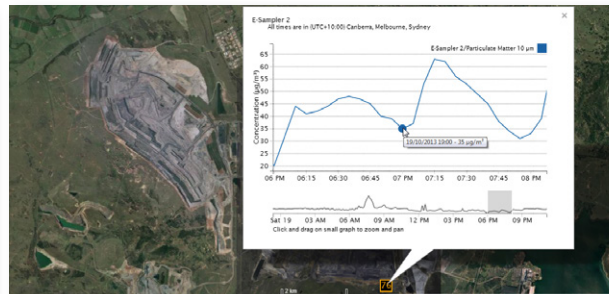 E-Sampler 2
All times are in (UTC+10:00) Canberra, Melbourne, Sydney
×
E-Sampler 2/Particulate Matter 10 µm
Concentration (µg/m³)
65
60
55
50
45
40
35
30
25
20
19/10/2013 19:00 - 35 µg/m³
06 PM 06:15 06:30 06:45 07 PM 07:15 07:30 07:45 08 PM
Sat 19 03 AM 06 AM 09 AM 12 PM 03 PM 06 PM 09 PM
Click and drag on small graph to zoom and pan
2 km
76